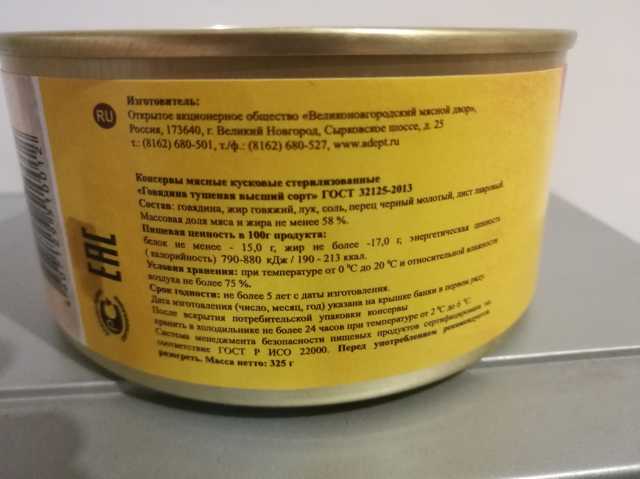 RU
Изготовитель:
Открытое акционерное общество «Великоновгородский мясной двор»,
Россия, 173640, г. Великий Новгород, Сырковское шоссе, д. 25
т.: (8162) 680-501, т./ф.: (8162) 680-527, www.adept.ru
Консервы мясные кусковые стерилизованные
«Говядина тушеная высший сорт» ГОСТ 32125-2013
Состав: говядина, жир говяжий, лук, соль, перец черный молотый, лист лавровый.
Массовая доля мяса и жира не менее 58 %.
Пищевая ценность в 100г продукта:
белок не менее - 15,0 г, жир не более -17,0 г, энергетическая ценность
(калорийность) 790-880 кДж / 190 - 213 ккал.
Условия хранения: при температуре от 0 °С до 20 °С и относительной влажности
воздуха не более 75 %.
Срок годности: не более 5 лет с даты изготовления.
Дата изготовления (число, месяц, год) указана на крышке банки в первом ряду.
После вскрытия потребительской упаковки консервы
хранить в холодильнике не более 24 часов при температуре от 2 °С до 6 °С.
Система менеджмента безопасности пищевых продуктов сертифицирована на
соответствие ГОСТ Р ИСО 22000. Перед употреблением рекомендуется
разогреть. Масса нетто: 325 г
ЕАС